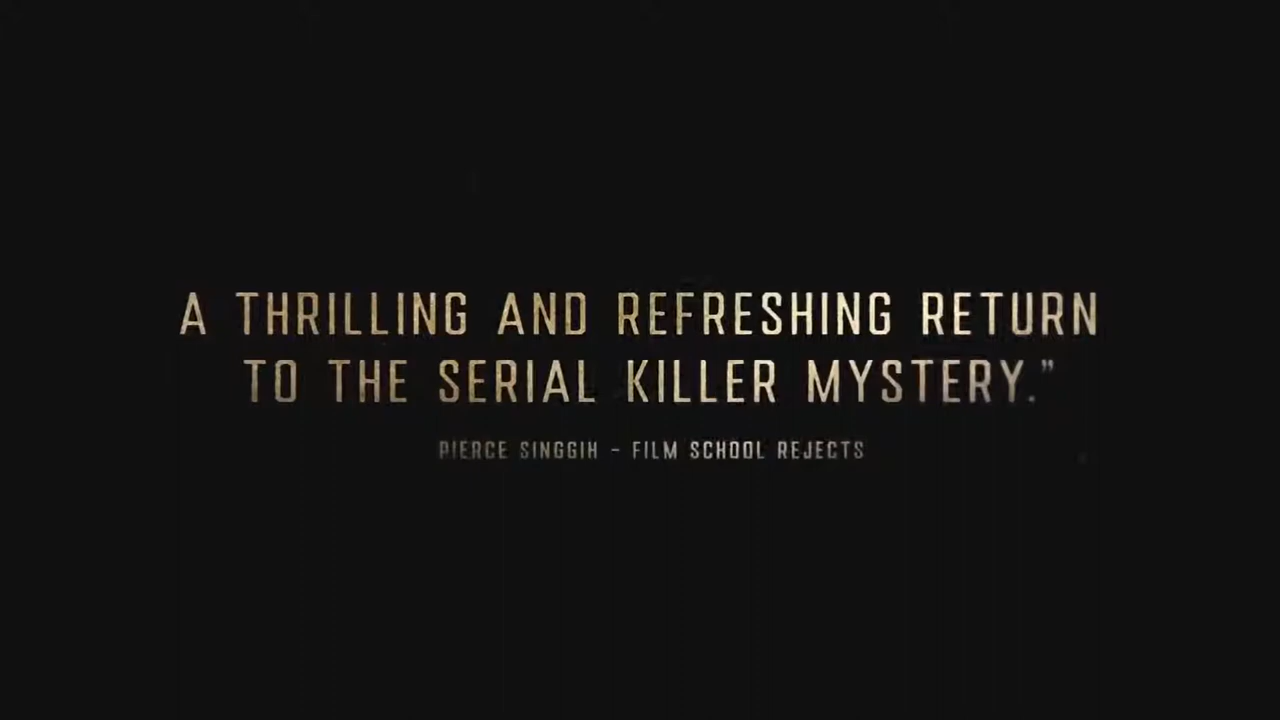 A THRILLING AND REFRESHING RETURN
TO THE SERIAL KILLER MYSTERY.”
PIERCE SINGGIH - FILM SCHOOL REJECTS